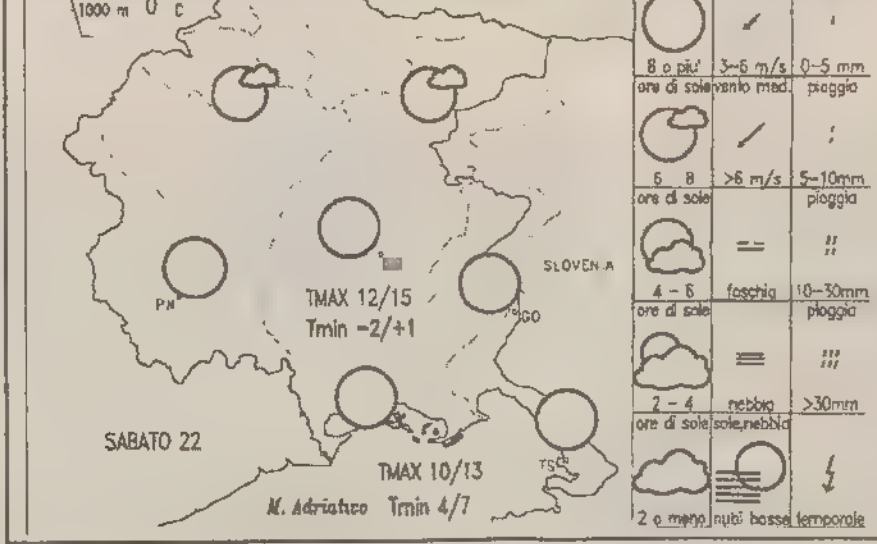 1000 m 0 C
SLOVENIA
PN
TMAX 12/15
Tmin -2/+1
GO
SABATO 22
TS
TMAX 10/13
M. Adriatico Tmin 4/7
8 o piu' 3-6 m/s 0-5 mm
ore di sole vento mod. pioggia
6 - 8 >6 m/s 5-10mm
ore di sole pioggia
4 - 6 foschia 10-30mm
ore di sole pioggia
2 - 4 nebbia >30mm
ore di sole sole,nebbia
2 o meno nubi basse temporale